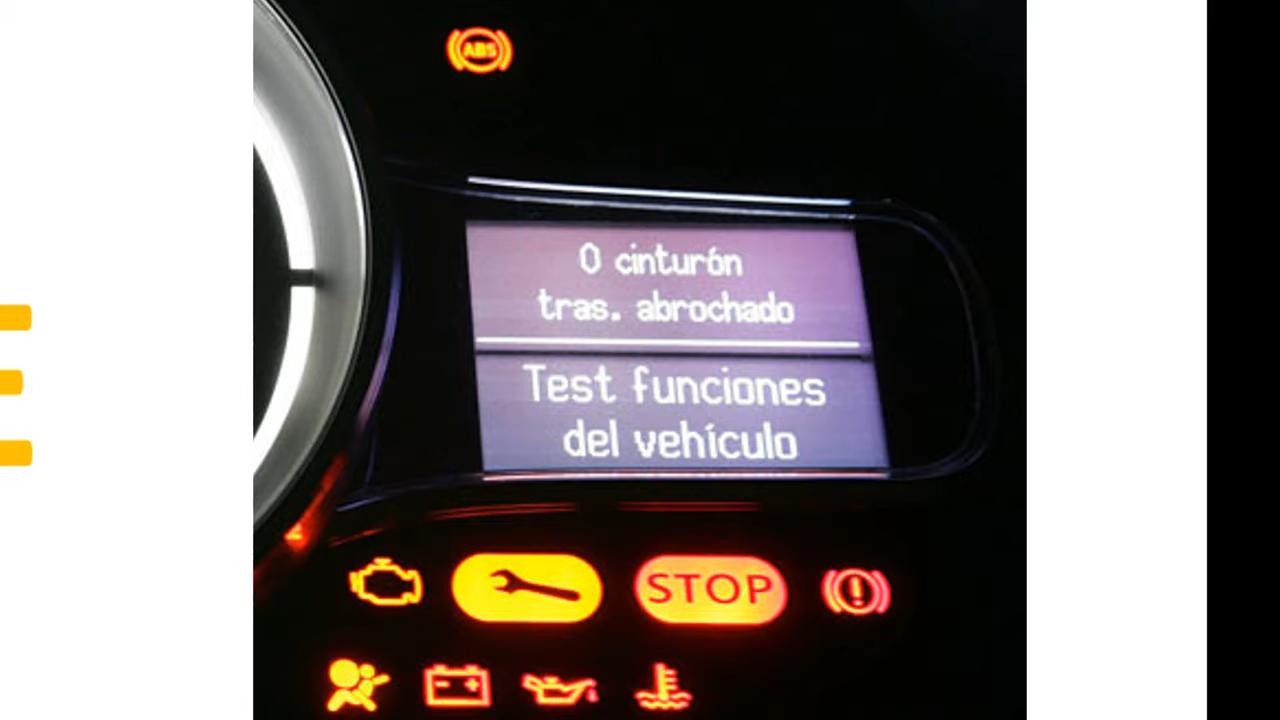 ABS
0 cinturón
tras. abrochado
Test funciones
del vehículo
STOP